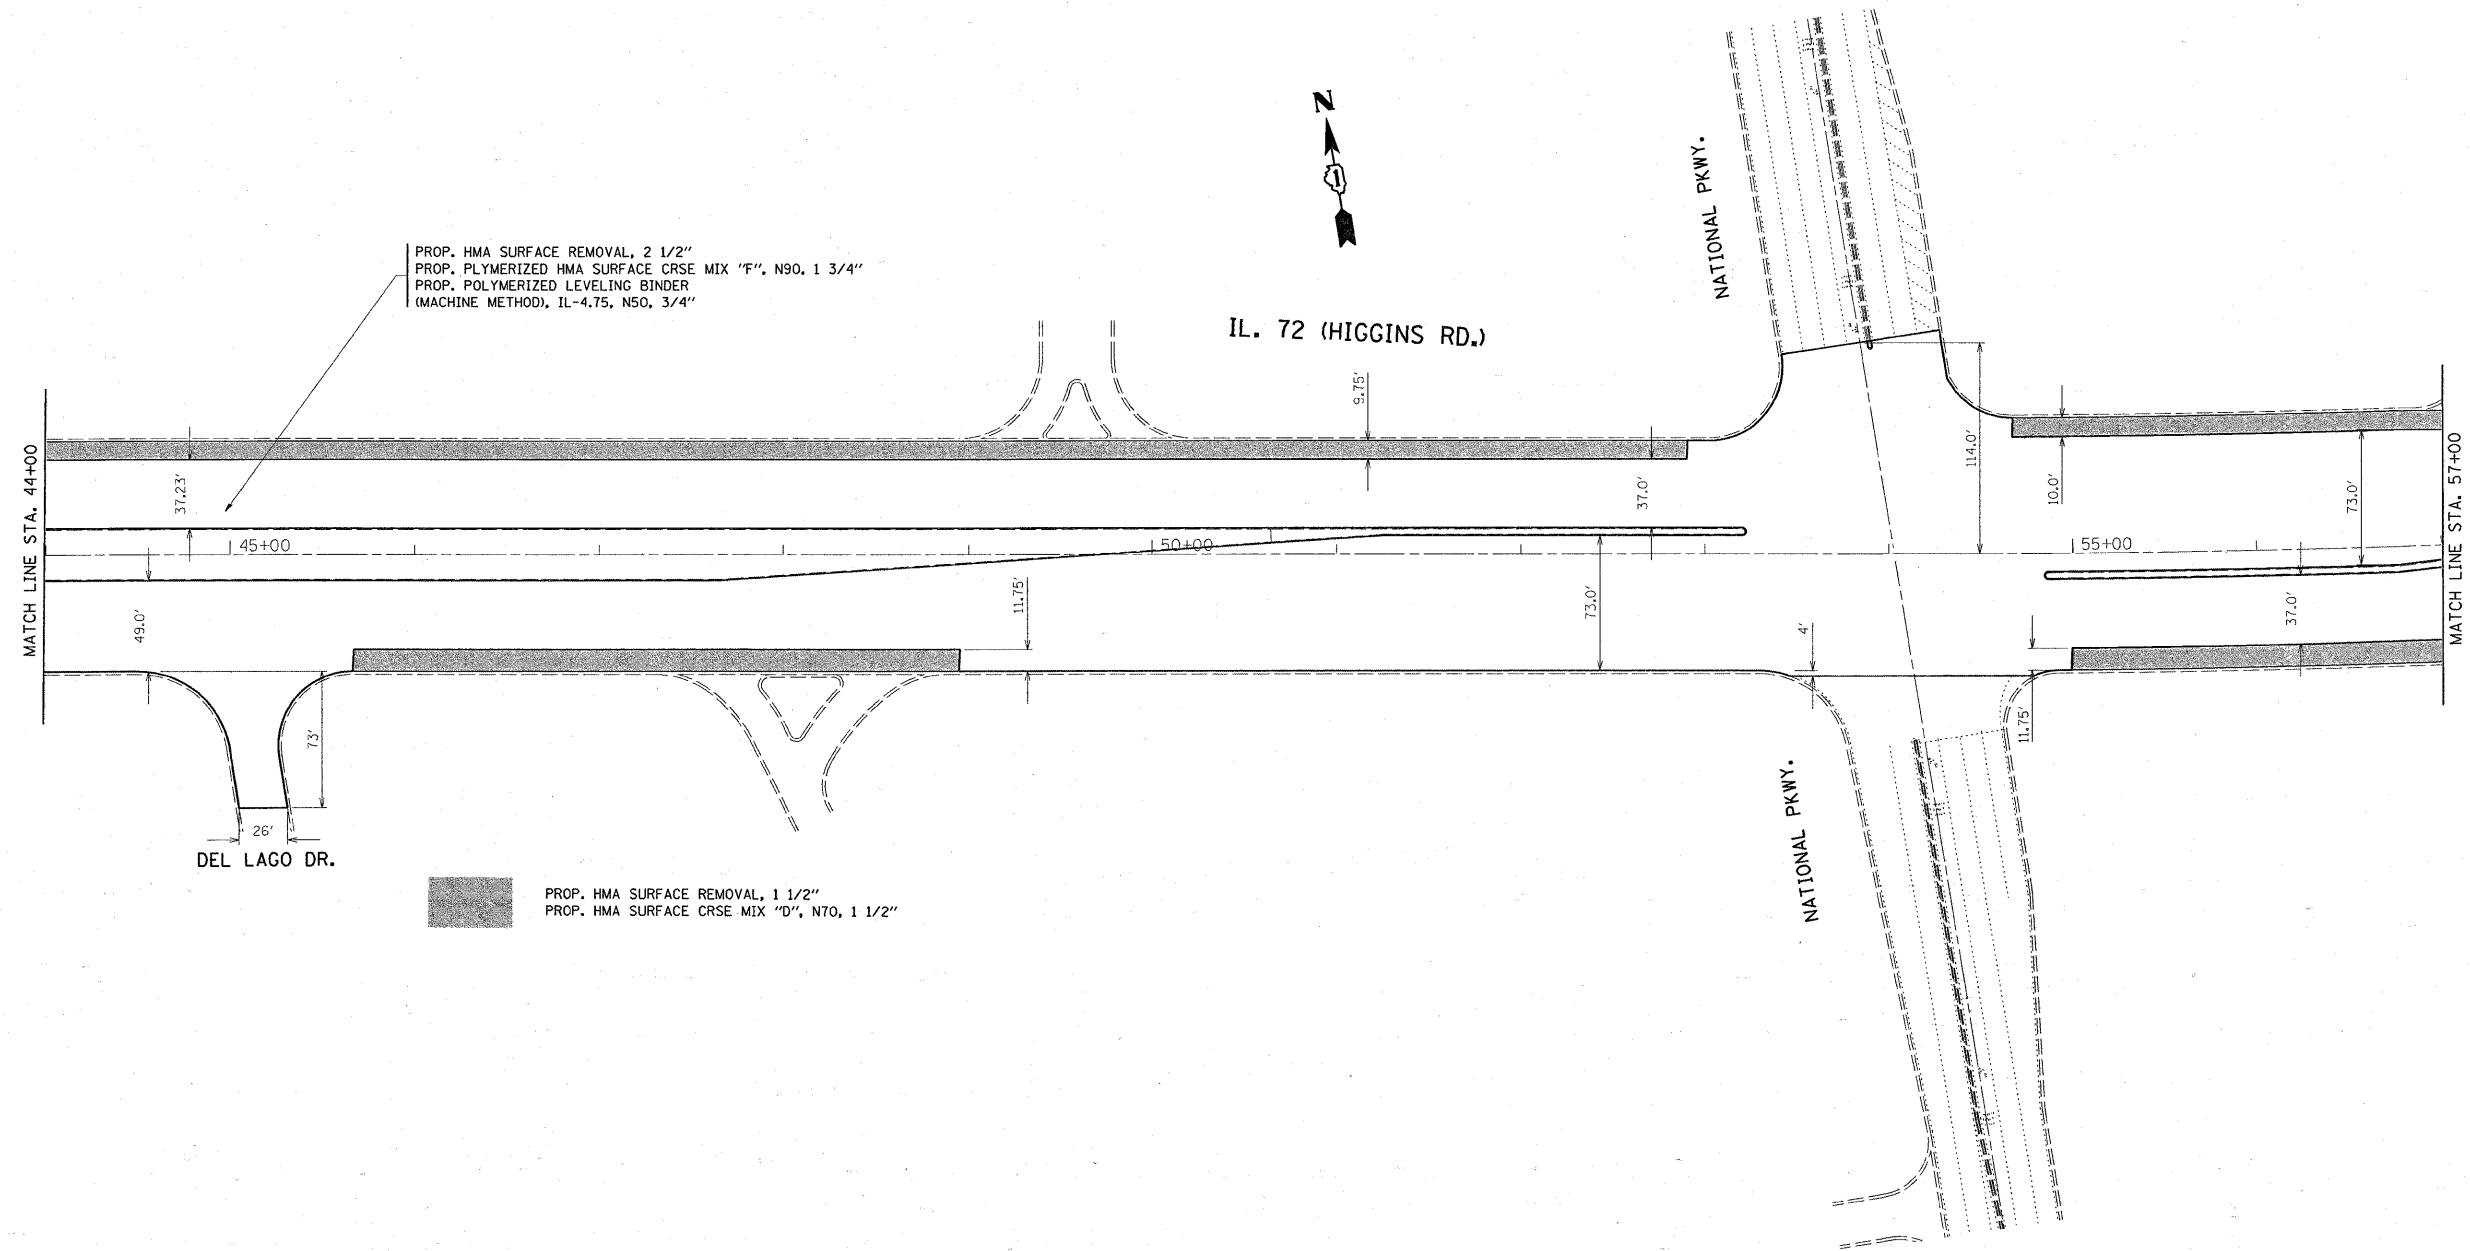 N
1
NATIONAL PKWY.
PROP. HMA SURFACE REMOVAL, 2 1/2"
PROP. PLYMERIZED HMA SURFACE CRSE MIX "F", N90, 1 3/4"
PROP. POLYMERIZED LEVELING BINDER
(MACHINE METHOD), IL-4.75, N50, 3/4"
IL. 72 (HIGGINS RD.)
9.75'
114.0'
MATCH LINE STA. 44+00
37.23'
37.0'
10.0'
73.0'
MATCH LINE STA. 57+00
45+00
50+00
55+00
49.0'
11.75'
73.0'
4'
37.0'
73'
11.75'
26'
DEL LAGO DR.
NATIONAL PKWY.
PROP. HMA SURFACE REMOVAL, 1 1/2"
PROP. HMA SURFACE CRSE MIX "D", N70, 1 1/2"